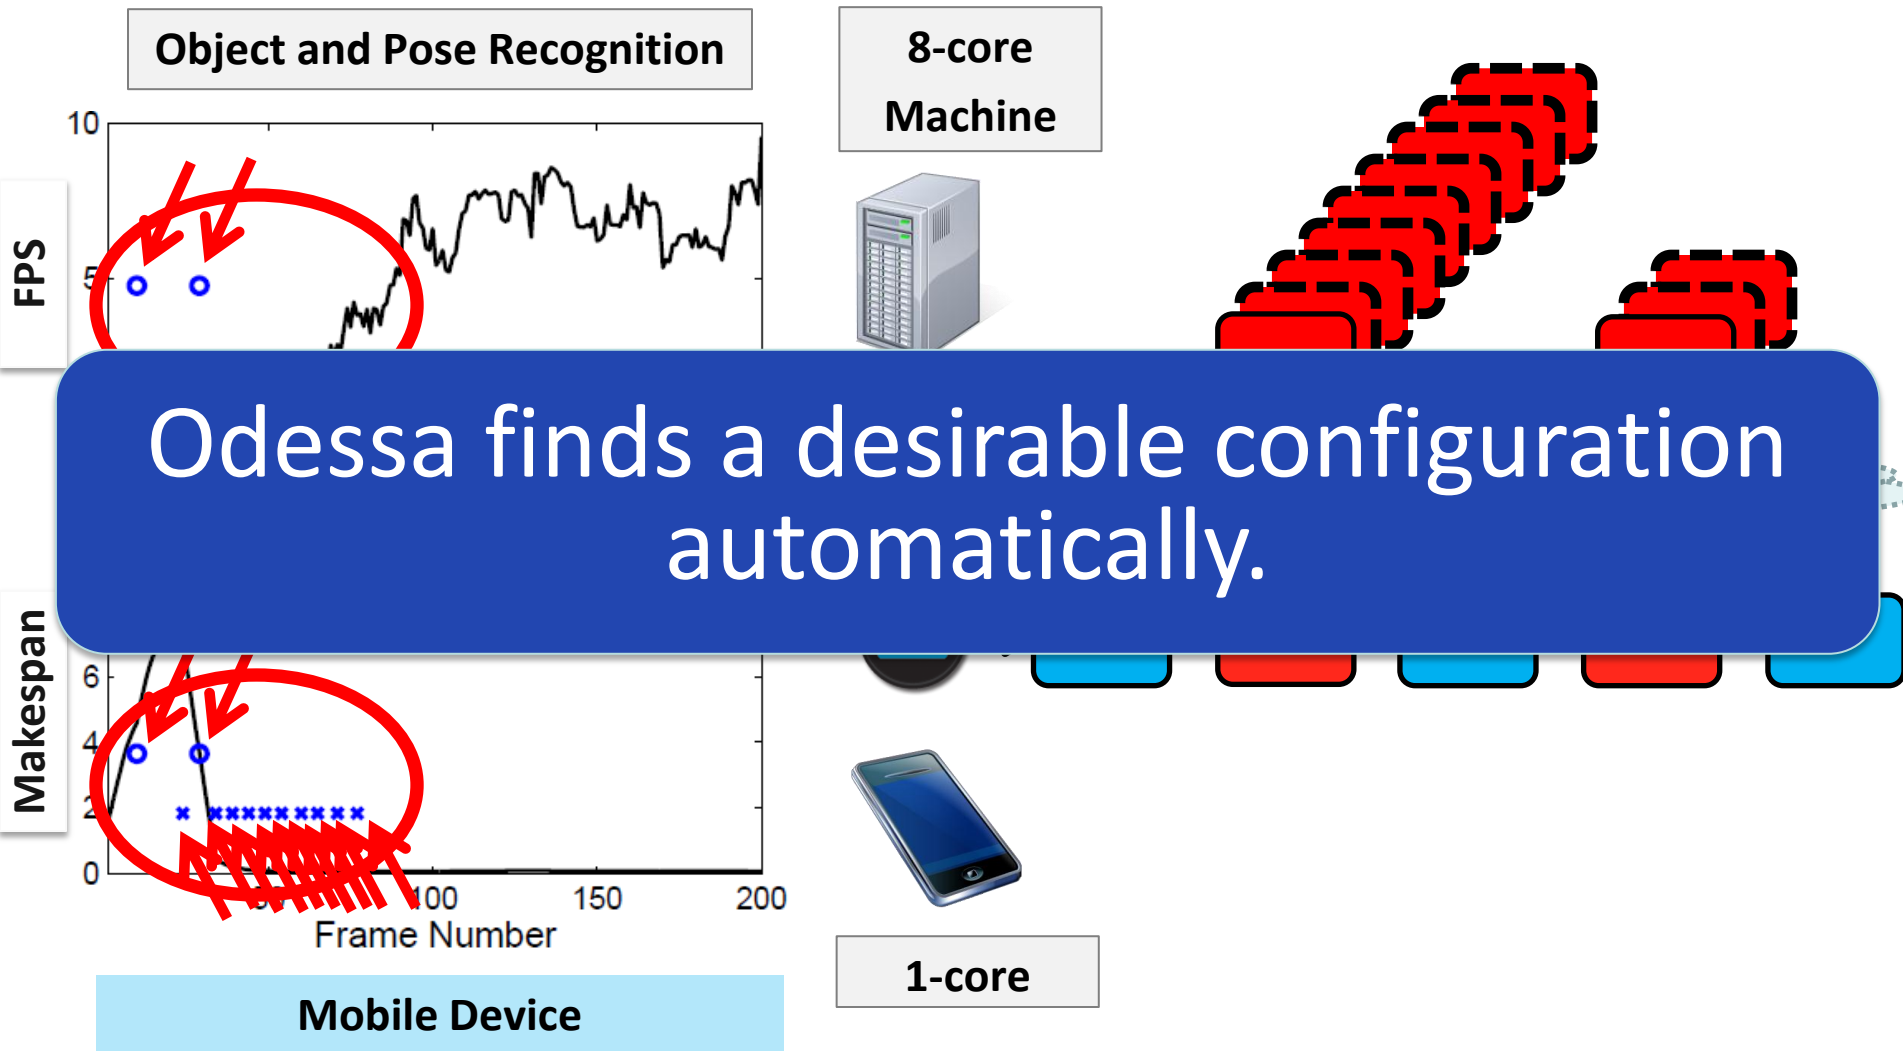 Object and Pose Recognition
8-core
Machine
10
FPS
5
Odessa finds a desirable configuration
automatically.
Makespan
6
4
2
0
100
150
200
Frame Number
1-core
Mobile Device